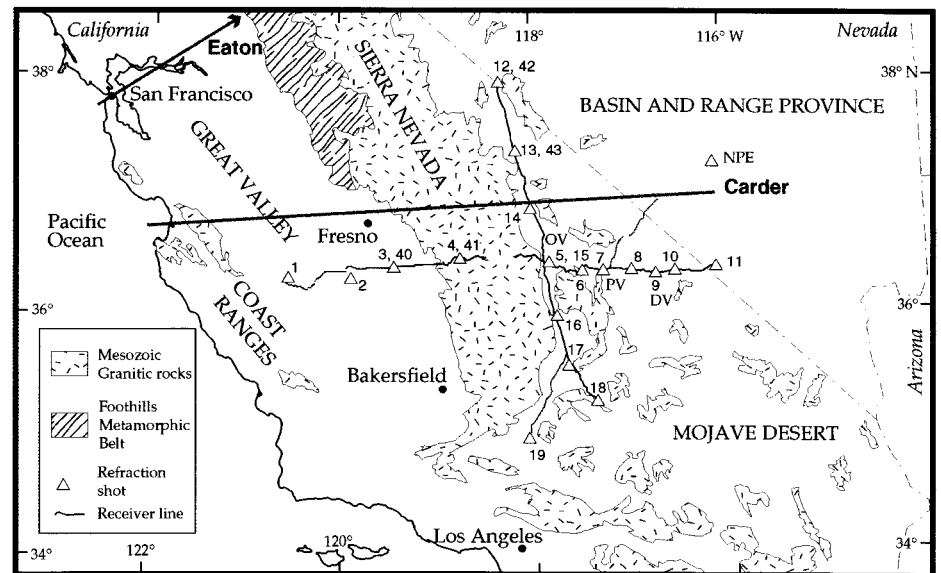 California
118°
116° W
Nevada
Eaton
12, 42
38°
38° N
San Francisco
SIERRA NEVADA
BASIN AND RANGE PROVINCE
13, 43
NPE
GREAT VALLEY
Carder
Pacific
Ocean
14
Fresno
OV
1
3, 40
4, 41
5, 15
7
8
10
11
2
6
PV
9
DV
36°
36°
COAST
RANGES
16
Mesozoic
Granitic rocks
17
Bakersfield
18
Arizona
Foothills
Metamorphic
Belt
MOJAVE DESERT
19
Refraction
shot
Receiver line
Los Angeles
34°
122°
120°
34°